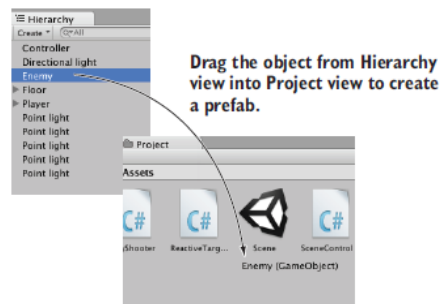 Hierarchy
Create
All
Controller
Directional light
Enemy
Floor
Player
Point light
Point light
Point light
Point light
Point light
Drag the object from Hierarchy
view into Project view to create
a prefab.
Project
Assets
C# C# C#
yShooter ReactiveTarg... Scene SceneControl
Enemy (GameObject)